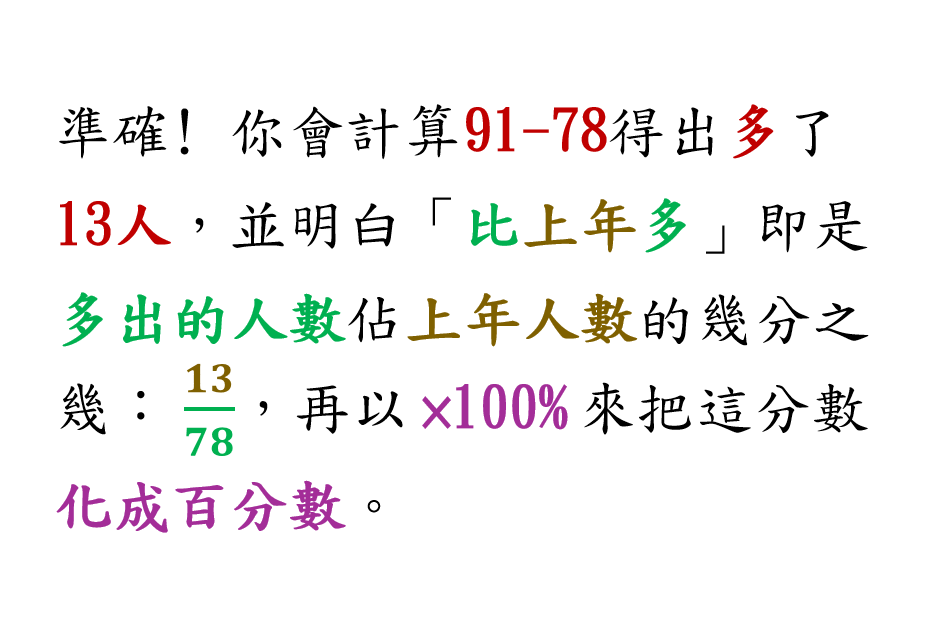 準確! 你會計算91-78得出多了
13人，並明白「比上年多」即是
多出的人數佔上年人數的幾分之
幾：13/78，再以×100%來把這分數
化成百分數。